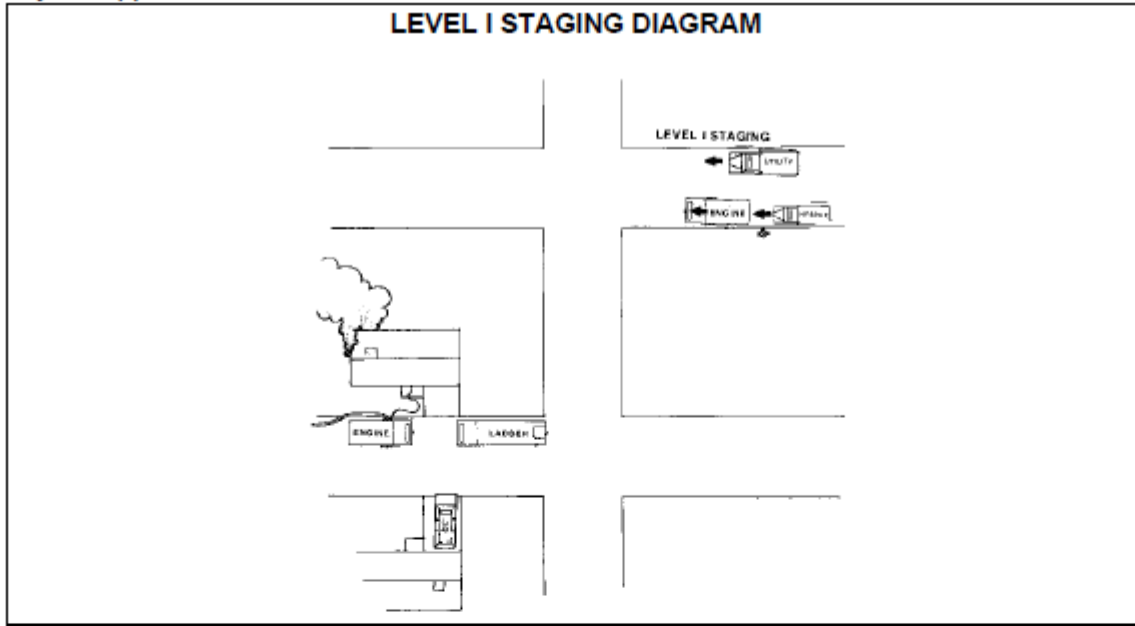 LEVEL I STAGING DIAGRAM
LEVEL I STAGING
UTILITY
ENGINE
ENGINE
LADDER